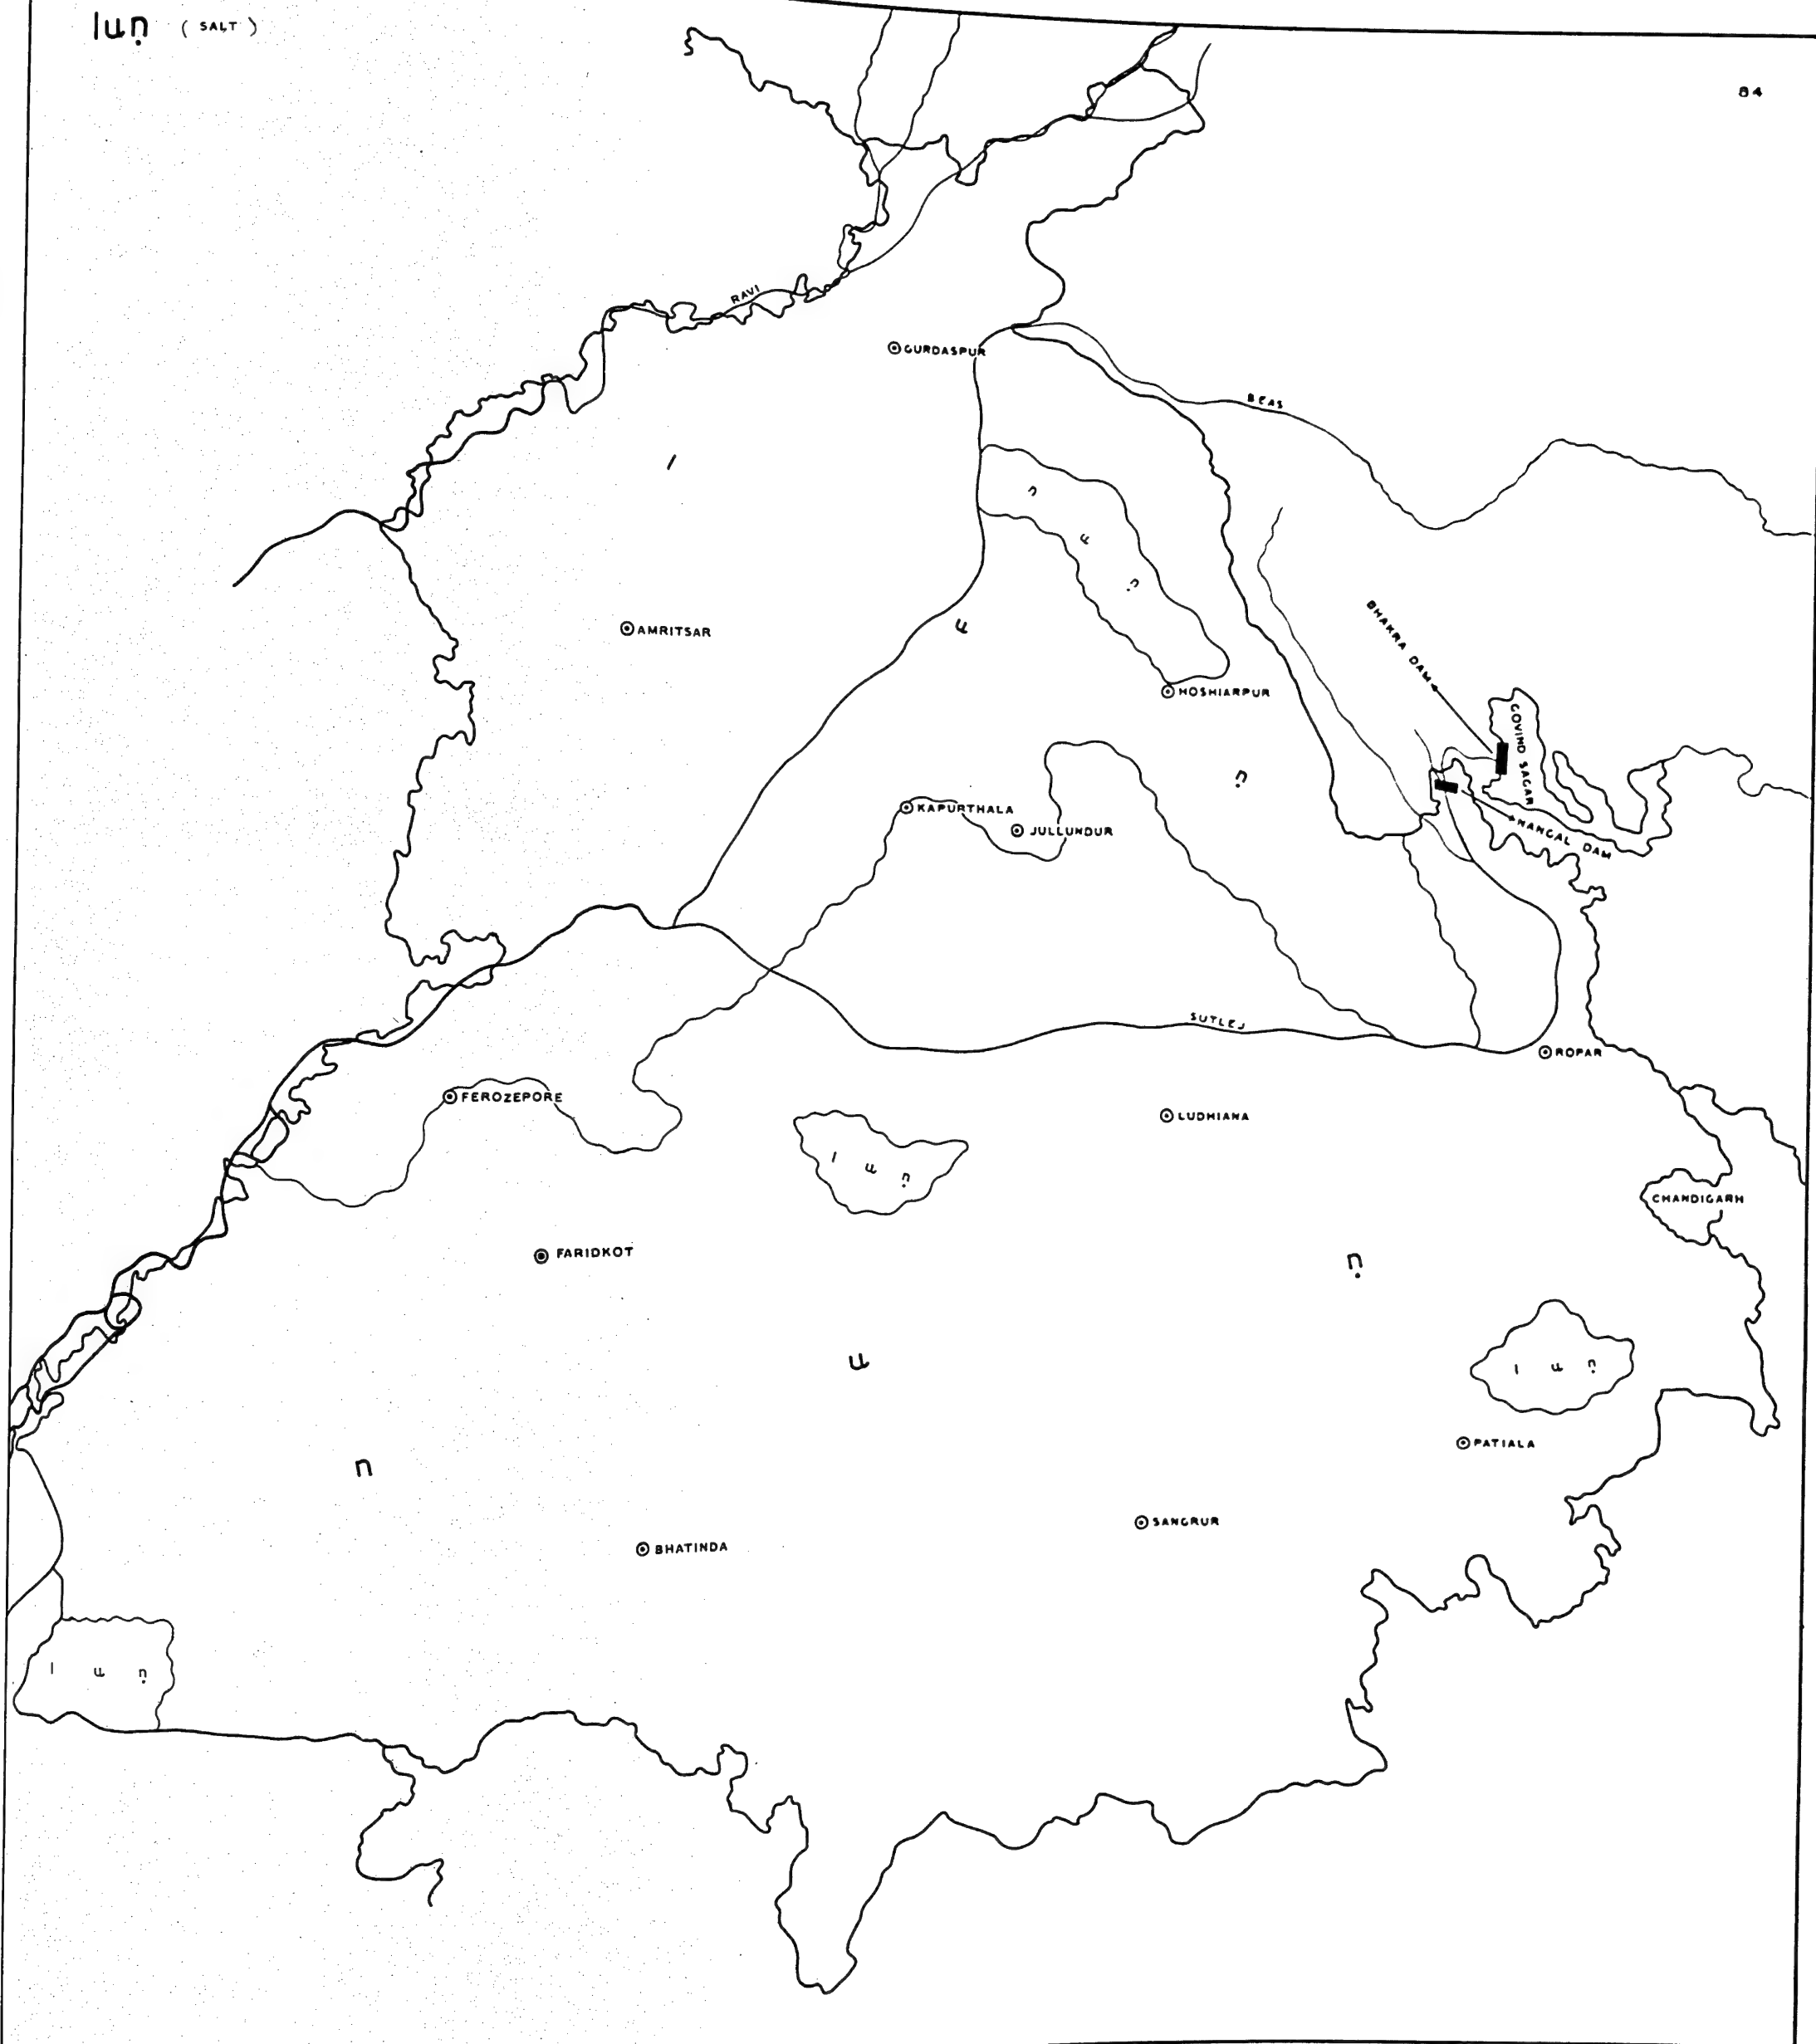 luṇ ( SALT )
84
RAVI
GURDASPUR
BEAS
l
n
u
ṇ
u
AMRITSAR
BHAKRA DAM
HOSHIARPUR
GOVIND SAGAR
ṇ
KAPURTHALA
JULLUNDUR
NANGAL DAM
SUTLEJ
ROPAR
FEROZEPORE
LUDHIANA
l u ṇ
CHANDIGARH
FARIDKOT
ṇ
u
l u ṇ
n
PATIALA
SANGRUR
BHATINDA
l u ṇ